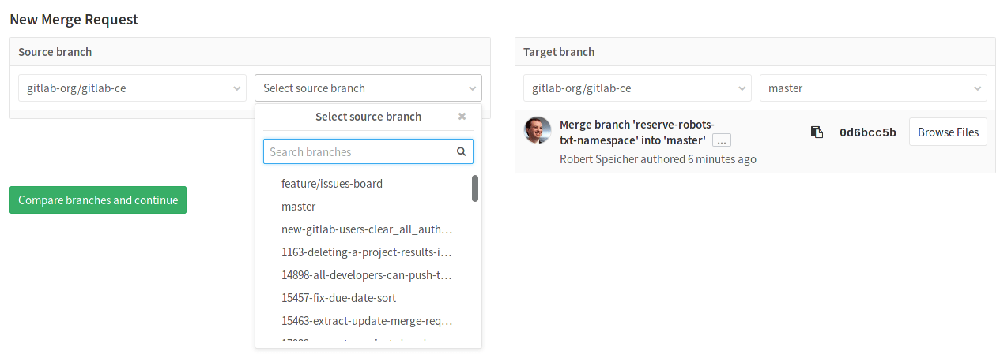 New Merge Request
Source branch
gitlab-org/gitlab-ce
Select source branch
Select source branch
Search branches
feature/issues-board
master
new-gitlab-users-clear_all_auth…
1163-deleting-a-project-results-i…
14898-all-developers-can-push-t…
15457-fix-due-date-sort
15463-extract-update-merge-req…
Compare branches and continue
Target branch
gitlab-org/gitlab-ce
master
Merge branch 'reserve-robots-
txt-namespace' into 'master' ...
Robert Speicher authored 6 minutes ago
0d6bcc5b
Browse Files